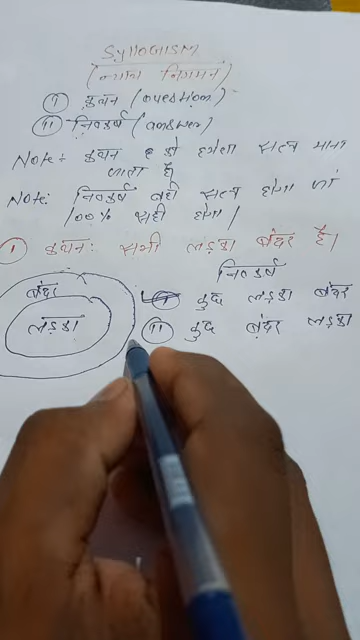 SYLLOGISM
(न्याय निगमन)
(I) कथन (question)
(II) निष्कर्ष (answer)
Note: कथन को हमेशा सत्य माना
जाता है।
Note: निष्कर्ष वही सत्य होगा जो
100% सही होगा।
(I) कथन: सभी लड़का बंदर है।
निष्कर्ष
बंदर
लड़का
(I) कुछ लड़का बंदर
(II) कुछ बंदर लड़का